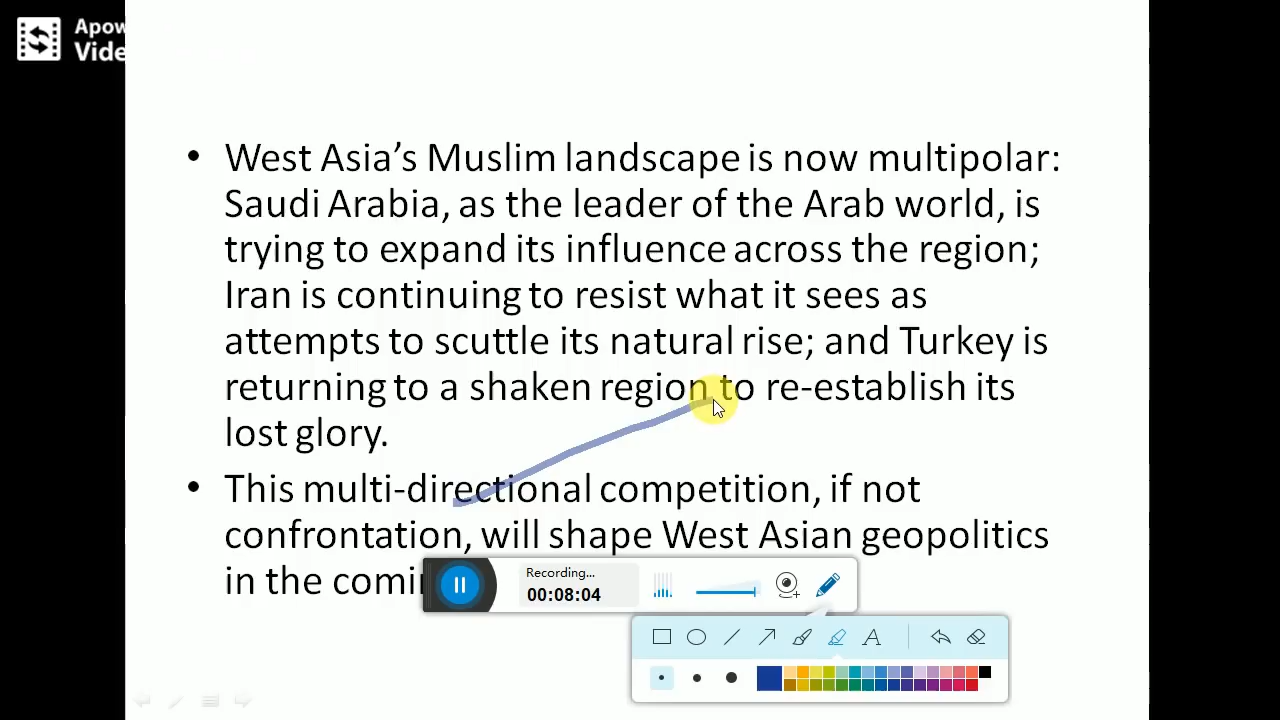 Apow
Vide
• West Asia’s Muslim landscape is now multipolar:
Saudi Arabia, as the leader of the Arab world, is
trying to expand its influence across the region;
Iran is continuing to resist what it sees as
attempts to scuttle its natural rise; and Turkey is
returning to a shaken region to re-establish its
lost glory.
• This multi-directional competition, if not
confrontation, will shape West Asian geopolitics
in the comin
Recording...
00:08:04
A